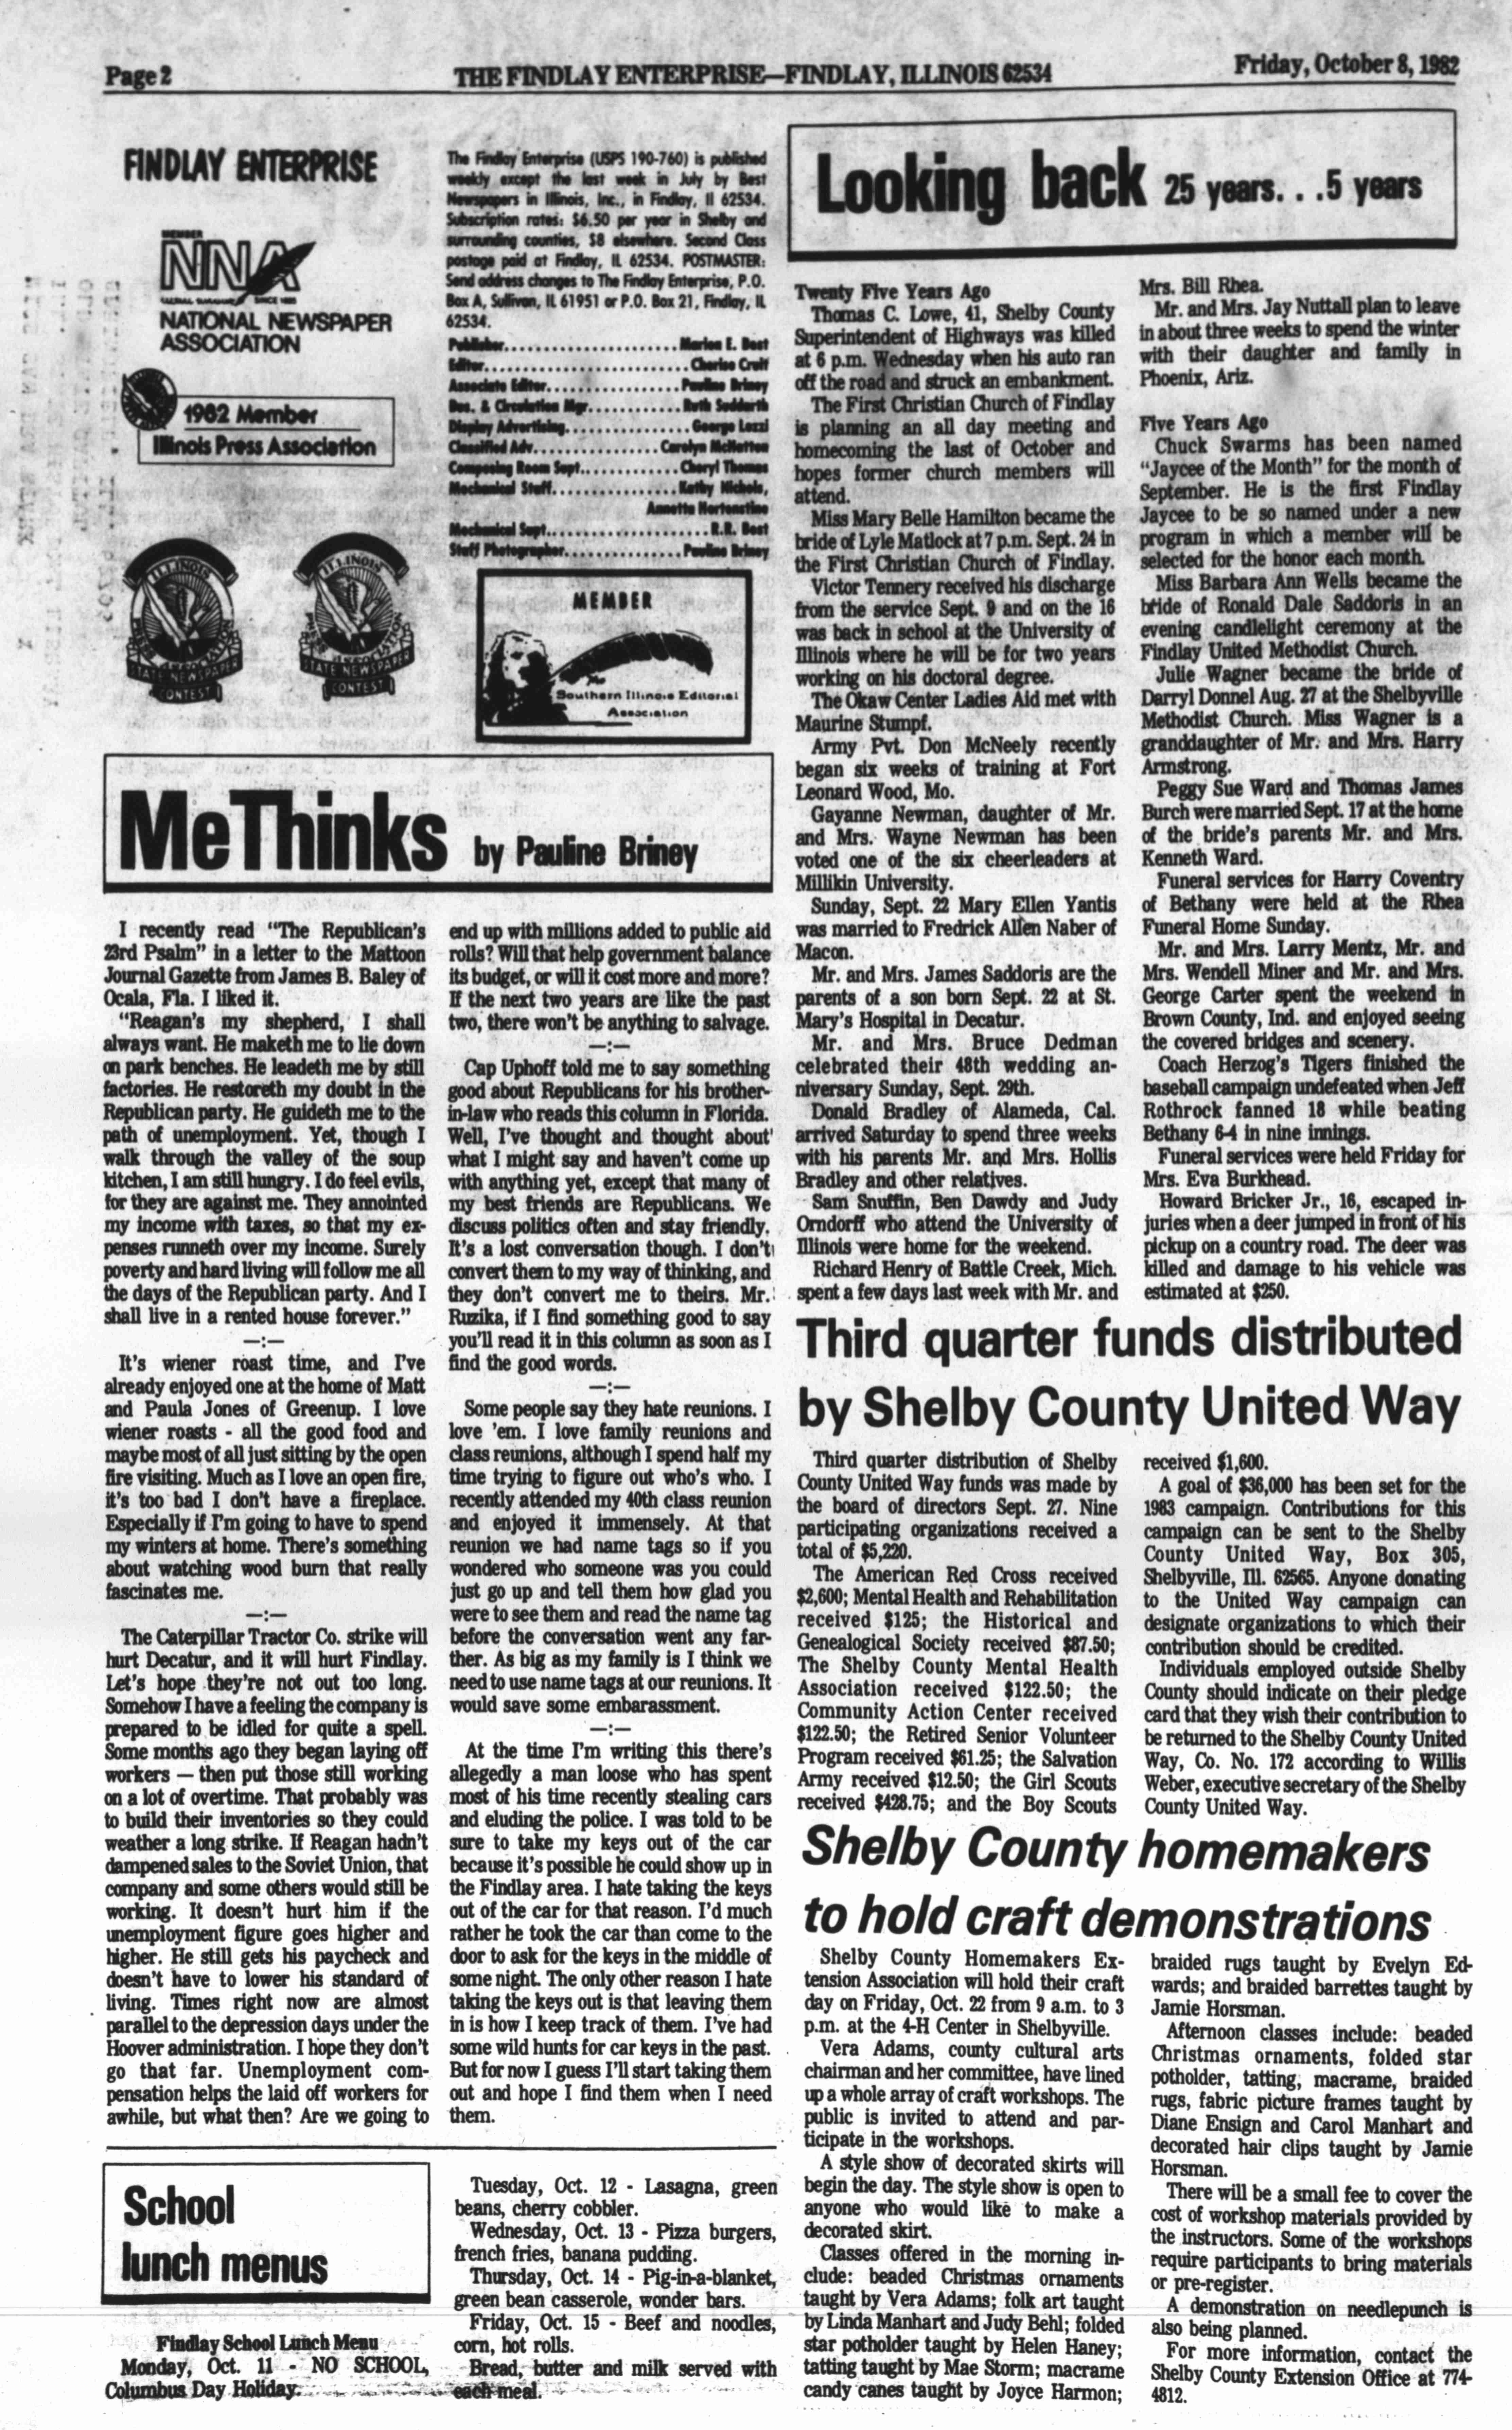 Page 2
THE FINDLAY ENTERPRISE—FINDLAY, ILLINOIS 62534
Friday, October 8, 1982
FINDLAY ENTERPRISE
MEMBER
NNA
SINCE 1885
NATIONAL NEWSPAPER
ASSOCIATION
1982 Member
Illinois Press Association
ILLINOIS
PRESS ASSOCIATION
STATE NEWSPAPER
CONTEST
ILLINOIS
PRESS ASSOCIATION
STATE NEWSPAPER
CONTEST
The Findlay Enterprise (USPS 190-760) is published
weekly except the last week in July by Best
Newspapers in Illinois, Inc., in Findlay, Il 62534.
Subscription rates: $6.50 per year in Shelby and
surrounding counties, $8 elsewhere. Second Class
postage paid at Findlay, IL 62534. POSTMASTER:
Send address changes to The Findlay Enterprise, P.O.
Box A, Sullivan, IL 61951 or P.O. Box 21, Findlay, IL
62534.
Publisher.......................Marion E. Best
Editor...........................Cherise Cruit
Associate Editor..................Pauline Briney
Bus. & Circulation Mgr............Ruth Suddarth
Display Advertising................George Lozzi
Classified Adv................Carolyn McNutton
Composing Room Supt.............Cheryl Thomas
Mechanical Staff................Kathy Nichols,
Annetta Hortenstine
Mechanical Supt.....................R.R. Best
Staff Photographer...............Pauline Briney
MEMBER
Southern Illinois Editorial
Association
MeThinks by Pauline Briney
I recently read "The Republican's
23rd Psalm" in a letter to the Mattoon
Journal Gazette from James B. Baley of
Ocala, Fla. I liked it.
"Reagan's my shepherd, I shall
always want. He maketh me to lie down
on park benches. He leadeth me by still
factories. He restoreth my doubt in the
Republican party. He guideth me to the
path of unemployment. Yet, though I
walk through the valley of the soup
kitchen, I am still hungry. I do feel evils,
for they are against me. They annointed
my income with taxes, so that my ex-
penses runneth over my income. Surely
poverty and hard living will follow me all
the days of the Republican party. And I
shall live in a rented house forever."
—:—
It's wiener roast time, and I've
already enjoyed one at the home of Matt
and Paula Jones of Greenup. I love
wiener roasts - all the good food and
maybe most of all just sitting by the open
fire visiting. Much as I love an open fire,
it's too bad I don't have a fireplace.
Especially if I'm going to have to spend
my winters at home. There's something
about watching wood burn that really
fascinates me.
—:—
The Caterpillar Tractor Co. strike will
hurt Decatur, and it will hurt Findlay.
Let's hope they're not out too long.
Somehow I have a feeling the company is
prepared to be idled for quite a spell.
Some months ago they began laying off
workers — then put those still working
on a lot of overtime. That probably was
to build their inventories so they could
weather a long strike. If Reagan hadn't
dampened sales to the Soviet Union, that
company and some others would still be
working. It doesn't hurt him if the
unemployment figure goes higher and
higher. He still gets his paycheck and
doesn't have to lower his standard of
living. Times right now are almost
parallel to the depression days under the
Hoover administration. I hope they don't
go that far. Unemployment com-
pensation helps the laid off workers for
awhile, but what then? Are we going to
end up with millions added to public aid
rolls? Will that help government balance
its budget, or will it cost more and more?
If the next two years are like the past
two, there won't be anything to salvage.
—:—
Cap Uphoff told me to say something
good about Republicans for his brother-
in-law who reads this column in Florida.
Well, I've thought and thought about
what I might say and haven't come up
with anything yet, except that many of
my best friends are Republicans. We
discuss politics often and stay friendly.
It's a lost conversation though. I don't
convert them to my way of thinking, and
they don't convert me to theirs. Mr.
Ruzika, if I find something good to say
you'll read it in this column as soon as I
find the good words.
—:—
Some people say they hate reunions. I
love 'em. I love family reunions and
class reunions, although I spend half my
time trying to figure out who's who. I
recently attended my 40th class reunion
and enjoyed it immensely. At that
reunion we had name tags so if you
wondered who someone was you could
just go up and tell them how glad you
were to see them and read the name tag
before the conversation went any far-
ther. As big as my family is I think we
need to use name tags at our reunions. It
would save some embarassment.
—:—
At the time I'm writing this there's
allegedly a man loose who has spent
most of his time recently stealing cars
and eluding the police. I was told to be
sure to take my keys out of the car
because it's possible he could show up in
the Findlay area. I hate taking the keys
out of the car for that reason. I'd much
rather he took the car than come to the
door to ask for the keys in the middle of
some night. The only other reason I hate
taking the keys out is that leaving them
in is how I keep track of them. I've had
some wild hunts for car keys in the past.
But for now I guess I'll start taking them
out and hope I find them when I need
them.
School
lunch menus
Findlay School Lunch Menu
Monday, Oct. 11 - NO SCHOOL,
Columbus Day Holiday.
Tuesday, Oct. 12 - Lasagna, green
beans, cherry cobbler.
Wednesday, Oct. 13 - Pizza burgers,
french fries, banana pudding.
Thursday, Oct. 14 - Pig-in-a-blanket,
green bean casserole, wonder bars.
Friday, Oct. 15 - Beef and noodles,
corn, hot rolls.
Bread, butter and milk served with
each meal.
Looking back 25 years. . .5 years
Twenty Five Years Ago
Thomas C. Lowe, 41, Shelby County
Superintendent of Highways was killed
at 6 p.m. Wednesday when his auto ran
off the road and struck an embankment.
The First Christian Church of Findlay
is planning an all day meeting and
homecoming the last of October and
hopes former church members will
attend.
Miss Mary Belle Hamilton became the
bride of Lyle Matlock at 7 p.m. Sept. 24 in
the First Christian Church of Findlay.
Victor Tennery received his discharge
from the service Sept. 9 and on the 16
was back in school at the University of
Illinois where he will be for two years
working on his doctoral degree.
The Okaw Center Ladies Aid met with
Maurine Stumpf.
Army Pvt. Don McNeely recently
began six weeks of training at Fort
Leonard Wood, Mo.
Gayanne Newman, daughter of Mr.
and Mrs. Wayne Newman has been
voted one of the six cheerleaders at
Millikin University.
Sunday, Sept. 22 Mary Ellen Yantis
was married to Fredrick Allen Naber of
Macon.
Mr. and Mrs. James Saddoris are the
parents of a son born Sept. 22 at St.
Mary's Hospital in Decatur.
Mr. and Mrs. Bruce Dedman
celebrated their 48th wedding an-
niversary Sunday, Sept. 29th.
Donald Bradley of Alameda, Cal.
arrived Saturday to spend three weeks
with his parents Mr. and Mrs. Hollis
Bradley and other relatives.
Sam Snuffin, Ben Dawdy and Judy
Orndorff who attend the University of
Illinois were home for the weekend.
Richard Henry of Battle Creek, Mich.
spent a few days last week with Mr. and
Mrs. Bill Rhea.
Mr. and Mrs. Jay Nuttall plan to leave
in about three weeks to spend the winter
with their daughter and family in
Phoenix, Ariz.
Five Years Ago
Chuck Swarms has been named
"Jaycee of the Month" for the month of
September. He is the first Findlay
Jaycee to be so named under a new
program in which a member will be
selected for the honor each month.
Miss Barbara Ann Wells became the
bride of Ronald Dale Saddoris in an
evening candlelight ceremony at the
Findlay United Methodist Church.
Julie Wagner became the bride of
Darryl Donnel Aug. 27 at the Shelbyville
Methodist Church. Miss Wagner is a
granddaughter of Mr. and Mrs. Harry
Armstrong.
Peggy Sue Ward and Thomas James
Burch were married Sept. 17 at the home
of the bride's parents Mr. and Mrs.
Kenneth Ward.
Funeral services for Harry Coventry
of Bethany were held at the Rhea
Funeral Home Sunday.
Mr. and Mrs. Larry Mentz, Mr. and
Mrs. Wendell Miner and Mr. and Mrs.
George Carter spent the weekend in
Brown County, Ind. and enjoyed seeing
the covered bridges and scenery.
Coach Herzog's Tigers finished the
baseball campaign undefeated when Jeff
Rothrock fanned 18 while beating
Bethany 6-4 in nine innings.
Funeral services were held Friday for
Mrs. Eva Burkhead.
Howard Bricker Jr., 16, escaped in-
juries when a deer jumped in front of his
pickup on a country road. The deer was
killed and damage to his vehicle was
estimated at $250.
Third quarter funds distributed
by Shelby County United Way
Third quarter distribution of Shelby
County United Way funds was made by
the board of directors Sept. 27. Nine
participating organizations received a
total of $5,220.
The American Red Cross received
$2,600; Mental Health and Rehabilitation
received $125; the Historical and
Genealogical Society received $87.50;
The Shelby County Mental Health
Association received $122.50; the
Community Action Center received
$122.50; the Retired Senior Volunteer
Program received $61.25; the Salvation
Army received $12.50; the Girl Scouts
received $428.75; and the Boy Scouts
received $1,600.
A goal of $36,000 has been set for the
1983 campaign. Contributions for this
campaign can be sent to the Shelby
County United Way, Box 305,
Shelbyville, Ill. 62565. Anyone donating
to the United Way campaign can
designate organizations to which their
contribution should be credited.
Individuals employed outside Shelby
County should indicate on their pledge
card that they wish their contribution to
be returned to the Shelby County United
Way, Co. No. 172 according to Willis
Weber, executive secretary of the Shelby
County United Way.
Shelby County homemakers
to hold craft demonstrations
Shelby County Homemakers Ex-
tension Association will hold their craft
day on Friday, Oct. 22 from 9 a.m. to 3
p.m. at the 4-H Center in Shelbyville.
Vera Adams, county cultural arts
chairman and her committee, have lined
up a whole array of craft workshops. The
public is invited to attend and par-
ticipate in the workshops.
A style show of decorated skirts will
begin the day. The style show is open to
anyone who would like to make a
decorated skirt.
Classes offered in the morning in-
clude: beaded Christmas ornaments
taught by Vera Adams; folk art taught
by Linda Manhart and Judy Behl; folded
star potholder taught by Helen Haney;
tatting taught by Mae Storm; macrame
candy canes taught by Joyce Harmon;
braided rugs taught by Evelyn Ed-
wards; and braided barrettes taught by
Jamie Horsman.
Afternoon classes include: beaded
Christmas ornaments, folded star
potholder, tatting, macrame, braided
rugs, fabric picture frames taught by
Diane Ensign and Carol Manhart and
decorated hair clips taught by Jamie
Horsman.
There will be a small fee to cover the
cost of workshop materials provided by
the instructors. Some of the workshops
require participants to bring materials
or pre-register.
A demonstration on needlepunch is
also being planned.
For more information, contact the
Shelby County Extension Office at 774-
4812.